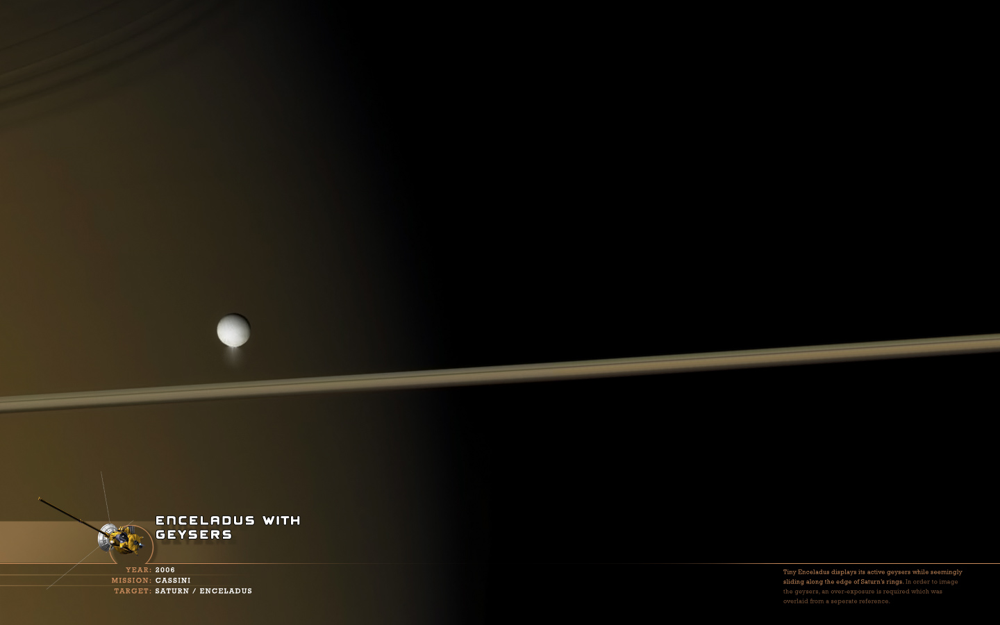 ENCELADUS WITH
GEYSERS
YEAR: 2006
MISSION: CASSINI
TARGET: SATURN / ENCELADUS
Tiny Enceladus displays its active geysers while seemingly
sliding along the edge of Saturn's rings. In order to image
the geysers, an over-exposure is required which was
overlaid from a seperate reference.